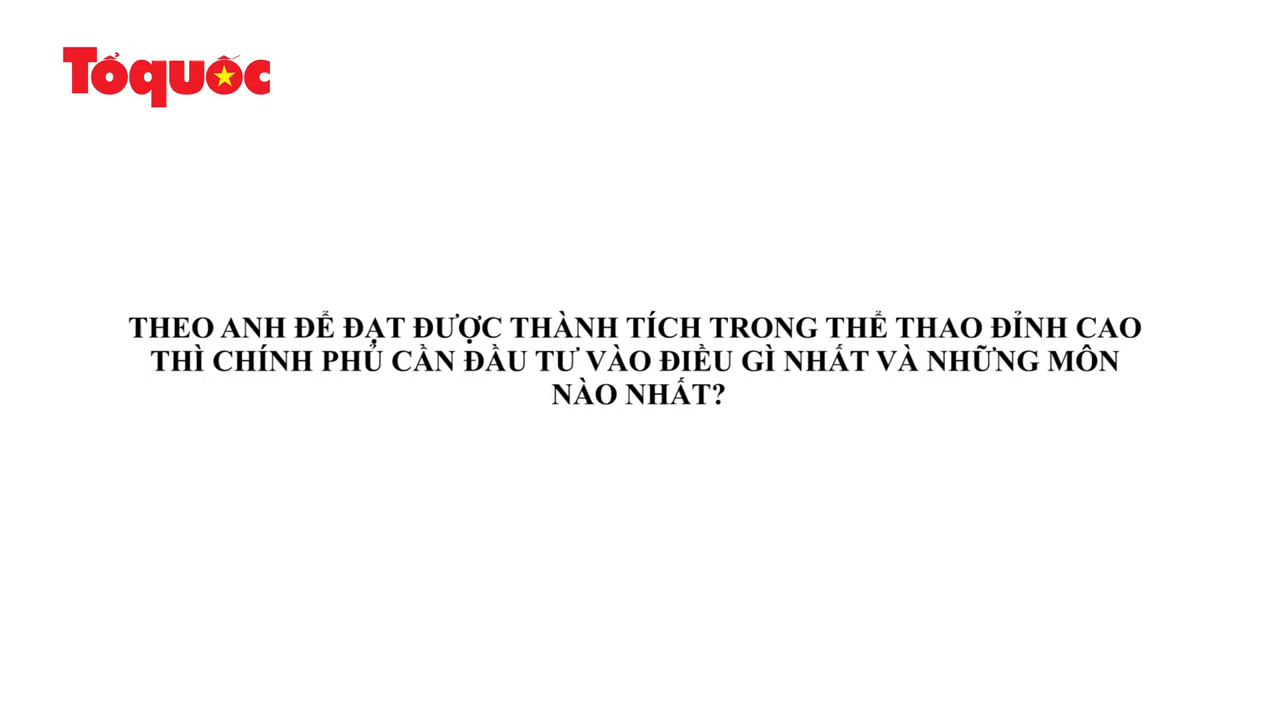 Tổquốc
THEO ANH ĐỂ ĐẠT ĐƯỢC THÀNH TÍCH TRONG THỂ THAO ĐỈNH CAO
THÌ CHÍNH PHỦ CẦN ĐẦU TƯ VÀO ĐIỀU GÌ NHẤT VÀ NHỮNG MÔN
NÀO NHẤT?